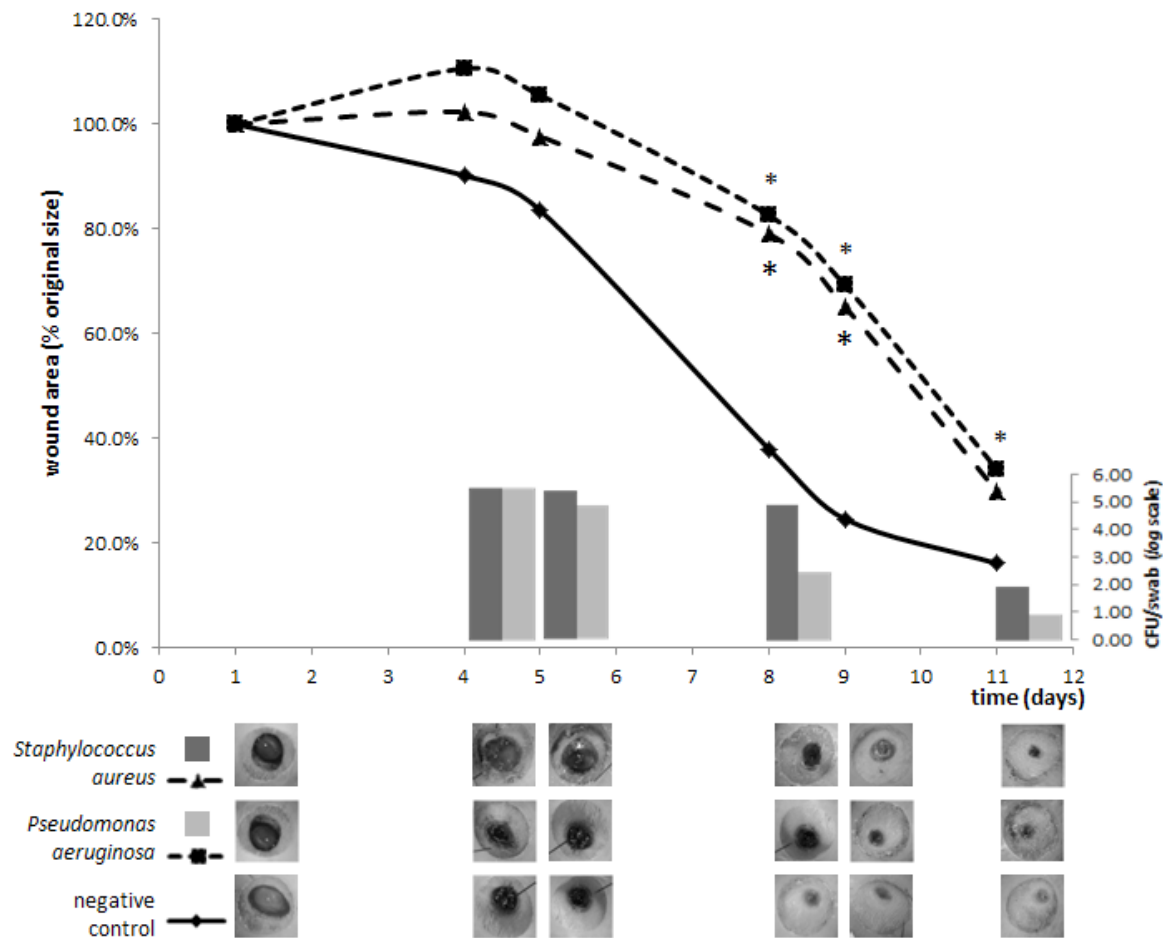 120.0%
100.0%
80.0%
60.0%
40.0%
20.0%
0.0%
wound area (% original size)
*
*
*
*
*
6.00
5.00
4.00
3.00
2.00
1.00
0.00
CFU/swab (log scale)
0 1 2 3 4 5 6 7 8 9 10 11 12
time (days)
Staphylococcus
aureus
Pseudomonas
aeruginosa
negative
control